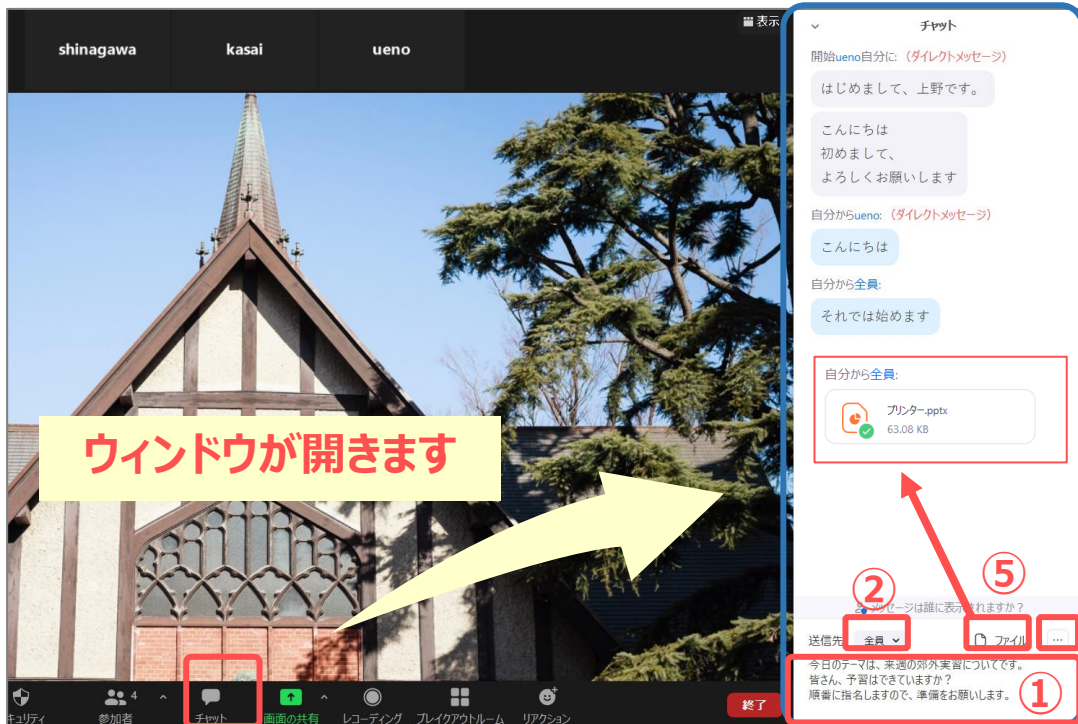 shinagawa
kasai
ueno
表示
ウィンドウが開きます
チャット
開始ueno自分に: (ダイレクトメッセージ)
はじめまして、上野です。
こんにちは
初めまして、
よろしくお願いします
自分からueno: (ダイレクトメッセージ)
こんにちは
自分から全員:
それでは始めます
自分から全員:
プリンター.pptx
63.08 KB
②
⑤
メッセージは誰に表示されますか?
送信先
全員
ファイル
...
今日のテーマは、来週の郊外実習についてです。
皆さん、予習はできていますか?
順番に指名しますので、準備をお願いします。
①
キュリティ
参加者
4
チャット
画面の共有
レコーディング
ブレイクアウトルーム
リアクション
終了